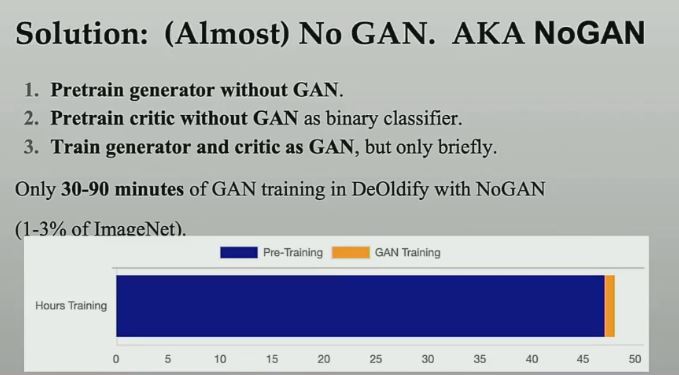 Solution: (Almost) No GAN. AKA NoGAN
1. Pretrain generator without GAN.
2. Pretrain critic without GAN as binary classifier.
3. Train generator and critic as GAN, but only briefly.
Only 30-90 minutes of GAN training in DeOldify with NoGAN
(1-3% of ImageNet).
Pre-Training GAN Training
Hours Training
0 5 10 15 20 25 30 35 40 45 50